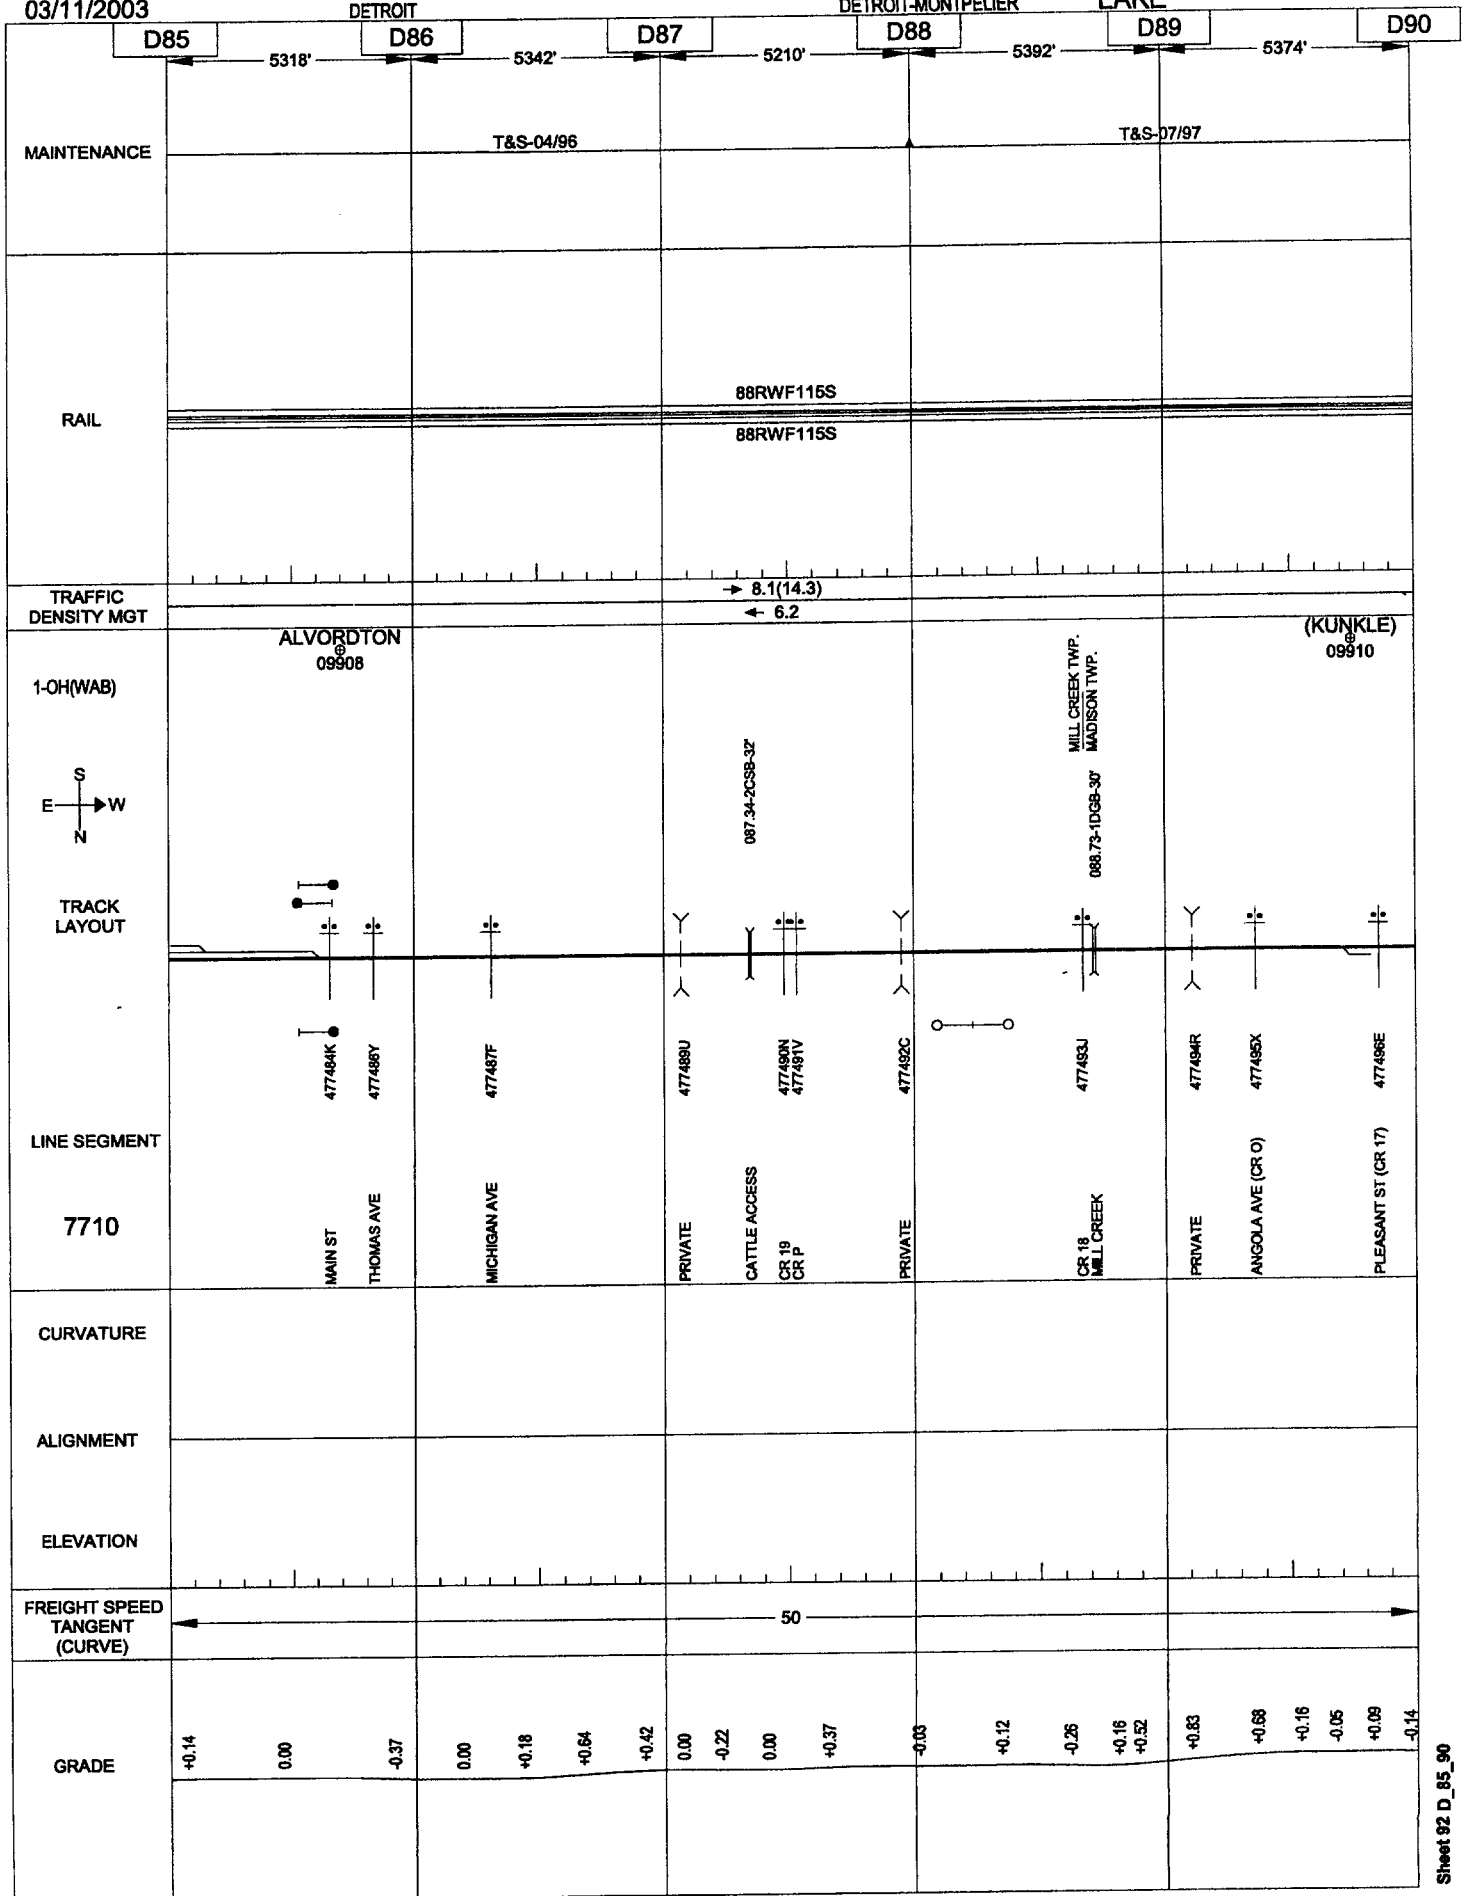 03/11/2003
DETROIT
DETROIT-MONTPELIER
LAKE
D85
D86
D87
D88
D89
D90
5318'
5342'
5210'
5392'
5374'
MAINTENANCE
T&S-04/96
T&S-07/97
RAIL
88RWF115S
88RWF115S
TRAFFIC
DENSITY MGT
8.1(14.3)
6.2
ALVORDTON
09908
(KUNKLE)
09910
1-OH(WAB)
S
E
W
N
087.34-2CSB-32'
MILL CREEK TWP.
MADISON TWP.
088.73-1DGB-30'
TRACK
LAYOUT
477484K
477486Y
477487F
477489U
477490N
477491V
477492C
477493J
477494R
477495X
477496E
LINE SEGMENT
7710
MAIN ST
THOMAS AVE
MICHIGAN AVE
PRIVATE
CATTLE ACCESS
CR 19
CR P
PRIVATE
CR 18
MILL CREEK
PRIVATE
ANGOLA AVE (CR O)
PLEASANT ST (CR 17)
CURVATURE
ALIGNMENT
ELEVATION
FREIGHT SPEED
TANGENT
(CURVE)
50
GRADE
+0.14
0.00
-0.37
0.00
+0.18
+0.64
+0.42
0.00
-0.22
0.00
+0.37
-0.03
+0.12
-0.26
+0.16
+0.52
+0.83
+0.68
+0.16
-0.05
+0.09
-0.14
Sheet 92 D_85_90